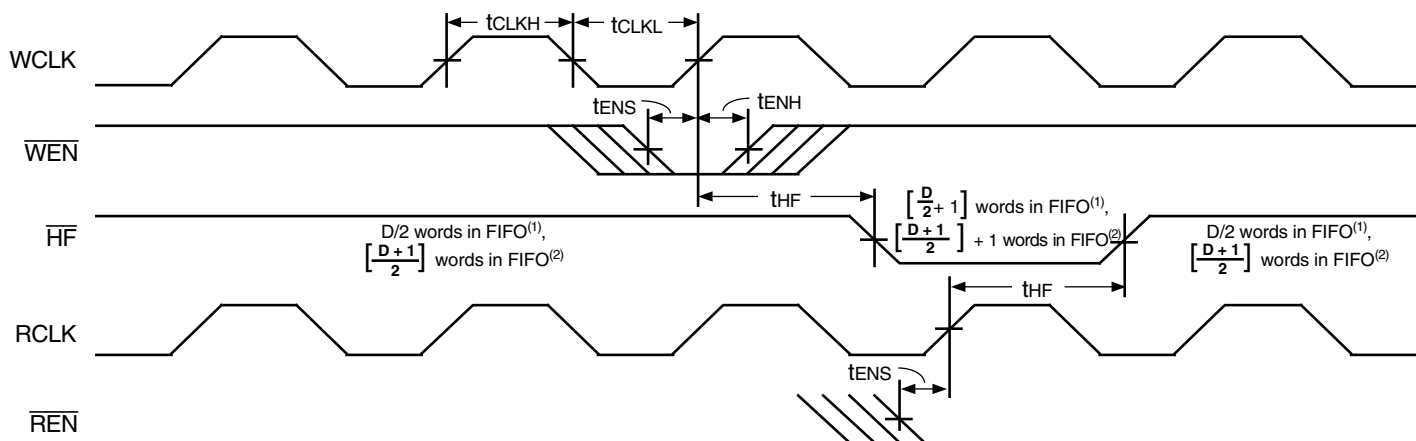 tCLKH tCLKL
WCLK
tENS tENH
WEN
tHF
HF
D/2 words in FIFO(1),
[D + 1 / 2] words in FIFO(2)
[D/2 + 1] words in FIFO(1),
[D + 1 / 2] + 1 words in FIFO(2)
D/2 words in FIFO(1),
[D + 1 / 2] words in FIFO(2)
tHF
RCLK
tENS
REN